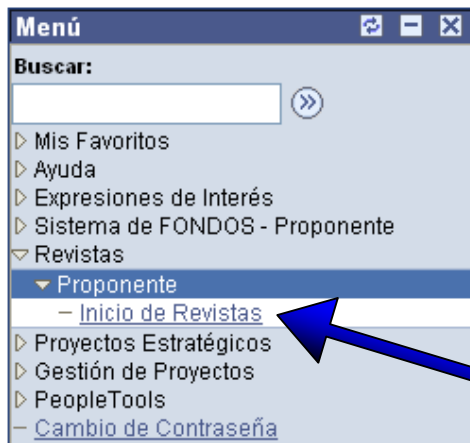 Menú
Buscar:
Mis Favoritos
Ayuda
Expresiones de Interés
Sistema de FONDOS - Proponente
Revistas
Proponente
Inicio de Revistas
Proyectos Estratégicos
Gestión de Proyectos
PeopleTools
Cambio de Contraseña